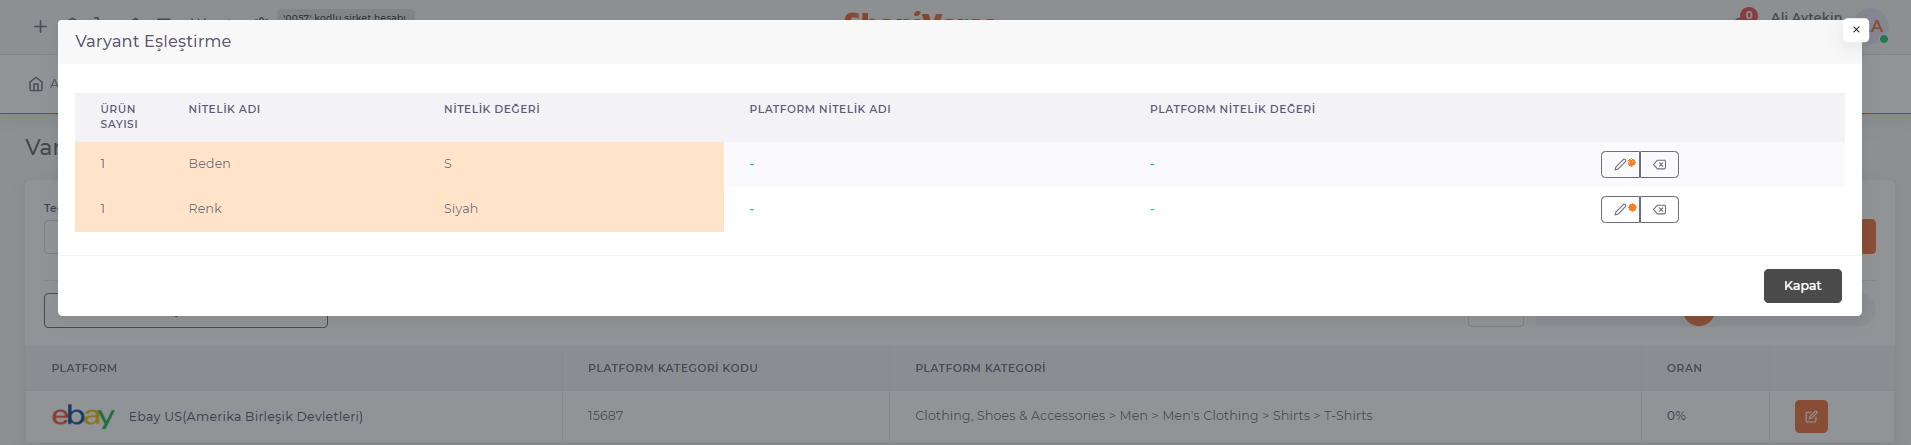 '0057' kodlu şirket hesabı
0
Ali Aytekin
A
Varyant Eşleştirme
×
ÜRÜN SAYISI
NİTELİK ADI
NİTELİK DEĞERİ
PLATFORM NİTELİK ADI
PLATFORM NİTELİK DEĞERİ
1 Beden S - -
1 Renk Siyah - -
Kapat
PLATFORM
PLATFORM KATEGORİ KODU
PLATFORM KATEGORİ
ORAN
ebay Ebay US(Amerika Birleşik Devletleri) 15687 Clothing, Shoes & Accessories > Men > Men's Clothing > Shirts > T-Shirts 0%